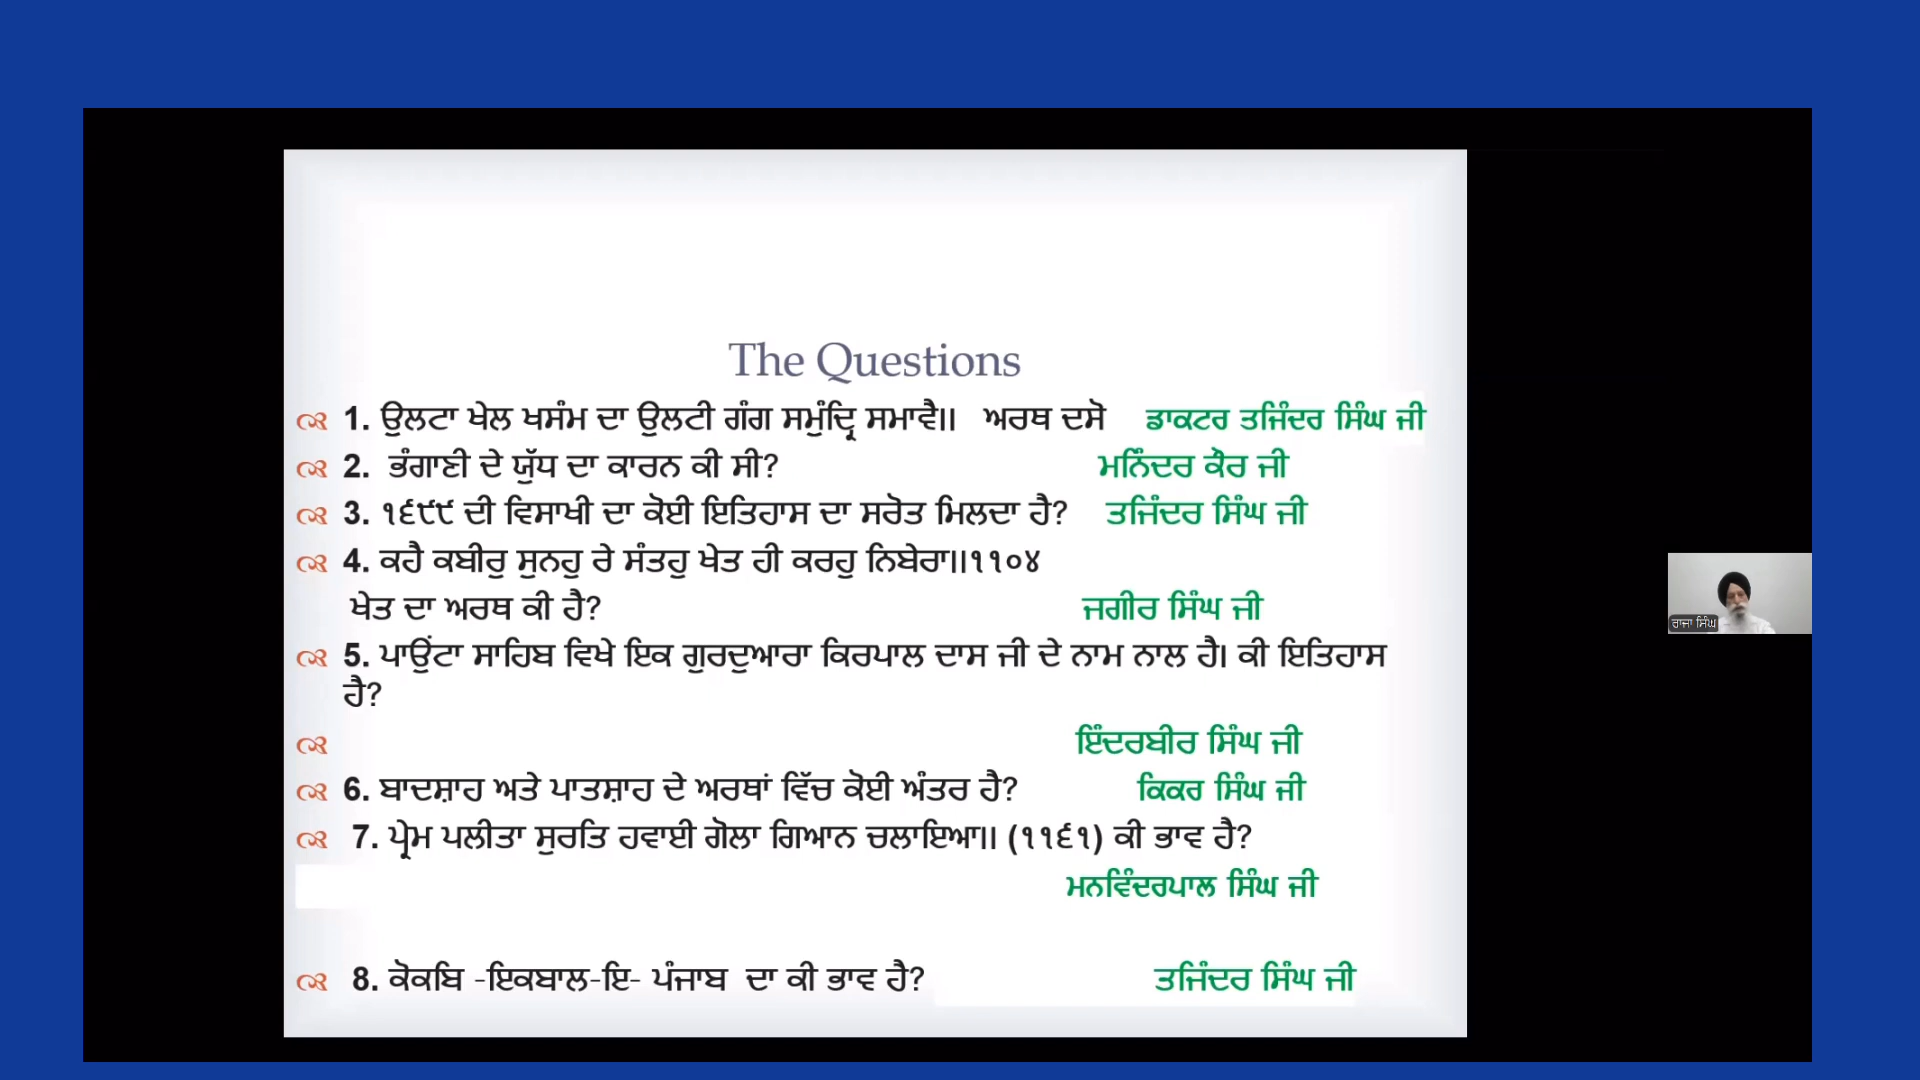 The Questions
1. ਉਲਟਾ ਖੇਲ ਖਸੰਮ ਦਾ ਉਲਟੀ ਗੰਗ ਸਮੁੰਦ੍ਰਿ ਸਮਾਵੈ।। ਅਰਥ ਦਸੋ ਡਾਕਟਰ ਤਜਿੰਦਰ ਸਿੰਘ ਜੀ
2. ਭੰਗਾਣੀ ਦੇ ਯੁੱਧ ਦਾ ਕਾਰਨ ਕੀ ਸੀ? ਮਨਿੰਦਰ ਕੌਰ ਜੀ
3. ੧੬੯੯ ਦੀ ਵਿਸਾਖੀ ਦਾ ਕੋਈ ਇਤਿਹਾਸ ਦਾ ਸਰੋਤ ਮਿਲਦਾ ਹੈ? ਤਜਿੰਦਰ ਸਿੰਘ ਜੀ
4. ਕਹੈ ਕਬੀਰੁ ਸੁਨਹੁ ਰੇ ਸੰਤਹੁ ਖੇਤ ਹੀ ਕਰਹੁ ਨਿਬੇਰਾ।।੧੧੦੪
ਖੇਤ ਦਾ ਅਰਥ ਕੀ ਹੈ? ਜਗੀਰ ਸਿੰਘ ਜੀ
5. ਪਾਉਂਟਾ ਸਾਹਿਬ ਵਿਖੇ ਇਕ ਗੁਰਦੁਆਰਾ ਕਿਰਪਾਲ ਦਾਸ ਜੀ ਦੇ ਨਾਮ ਨਾਲ ਹੈ। ਕੀ ਇਤਿਹਾਸ
ਹੈ?
ਇੰਦਰਬੀਰ ਸਿੰਘ ਜੀ
6. ਬਾਦਸ਼ਾਹ ਅਤੇ ਪਾਤਸ਼ਾਹ ਦੇ ਅਰਥਾਂ ਵਿੱਚ ਕੋਈ ਅੰਤਰ ਹੈ? ਕਿਕਰ ਸਿੰਘ ਜੀ
7. ਪ੍ਰੇਮ ਪਲੀਤਾ ਸੁਰਤਿ ਹਵਾਈ ਗੋਲਾ ਗਿਆਨ ਚਲਾਇਆ।। (੧੧੬੧) ਕੀ ਭਾਵ ਹੈ?
ਮਨਵਿੰਦਰਪਾਲ ਸਿੰਘ ਜੀ
8. ਕੋਕਬਿ -ਇਕਬਾਲ-ਇ- ਪੰਜਾਬ ਦਾ ਕੀ ਭਾਵ ਹੈ? ਤਜਿੰਦਰ ਸਿੰਘ ਜੀ
ਰਾਜਾ ਸਿੰਘ